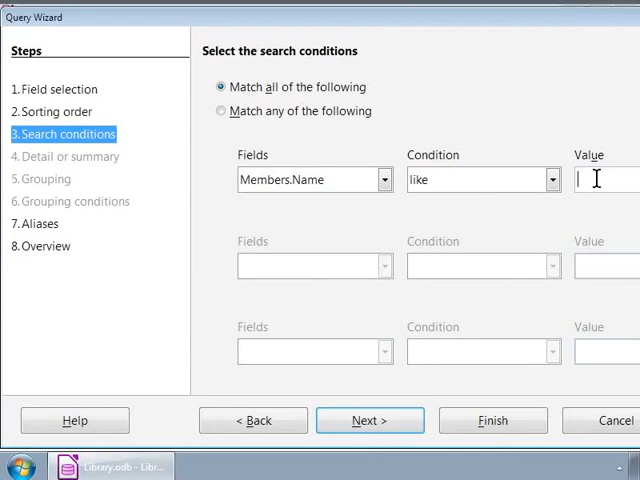 Query Wizard
Steps
1. Field selection
2. Sorting order
3. Search conditions
4. Detail or summary
5. Grouping
6. Grouping conditions
7. Aliases
8. Overview
Select the search conditions
Match all of the following
Match any of the following
Fields Condition Value
Members.Name like
Fields Condition Value
Fields Condition Value
Help < Back Next > Finish Cancel
Library.odb - Libr...